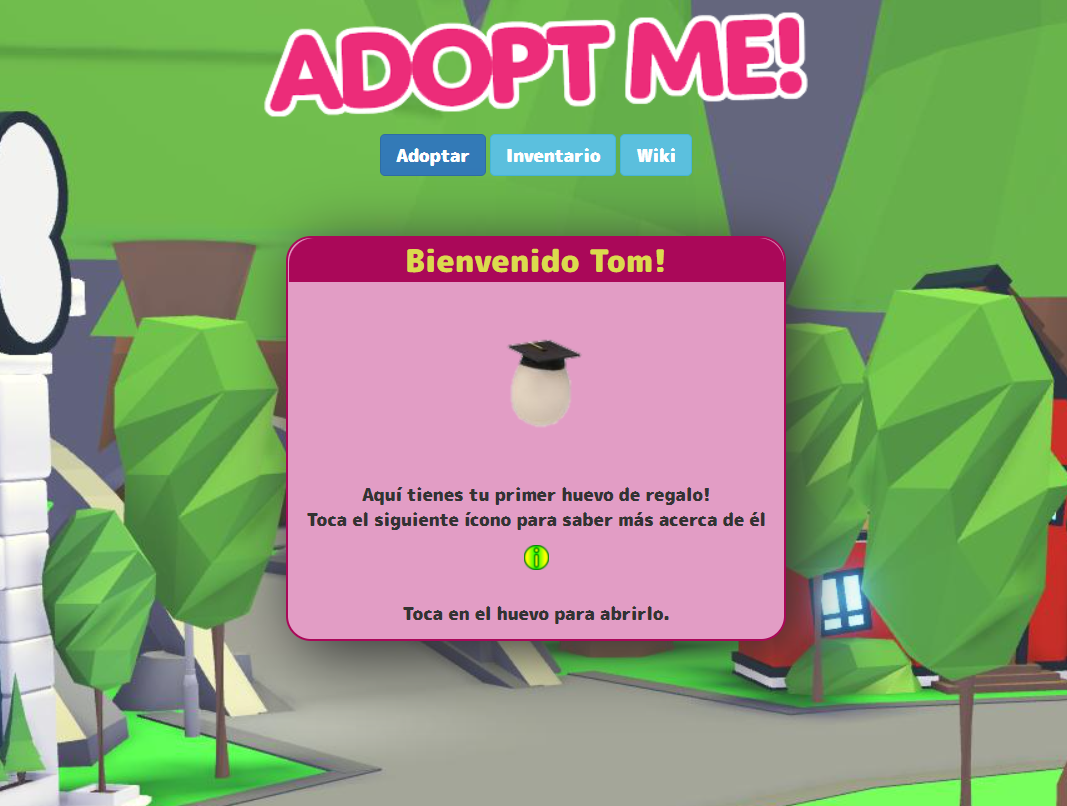 ADOPT ME!
Adoptar Inventario Wiki
Bienvenido Tom!
Aquí tienes tu primer huevo de regalo!
Toca el siguiente ícono para saber más acerca de él
i
Toca en el huevo para abrirlo.